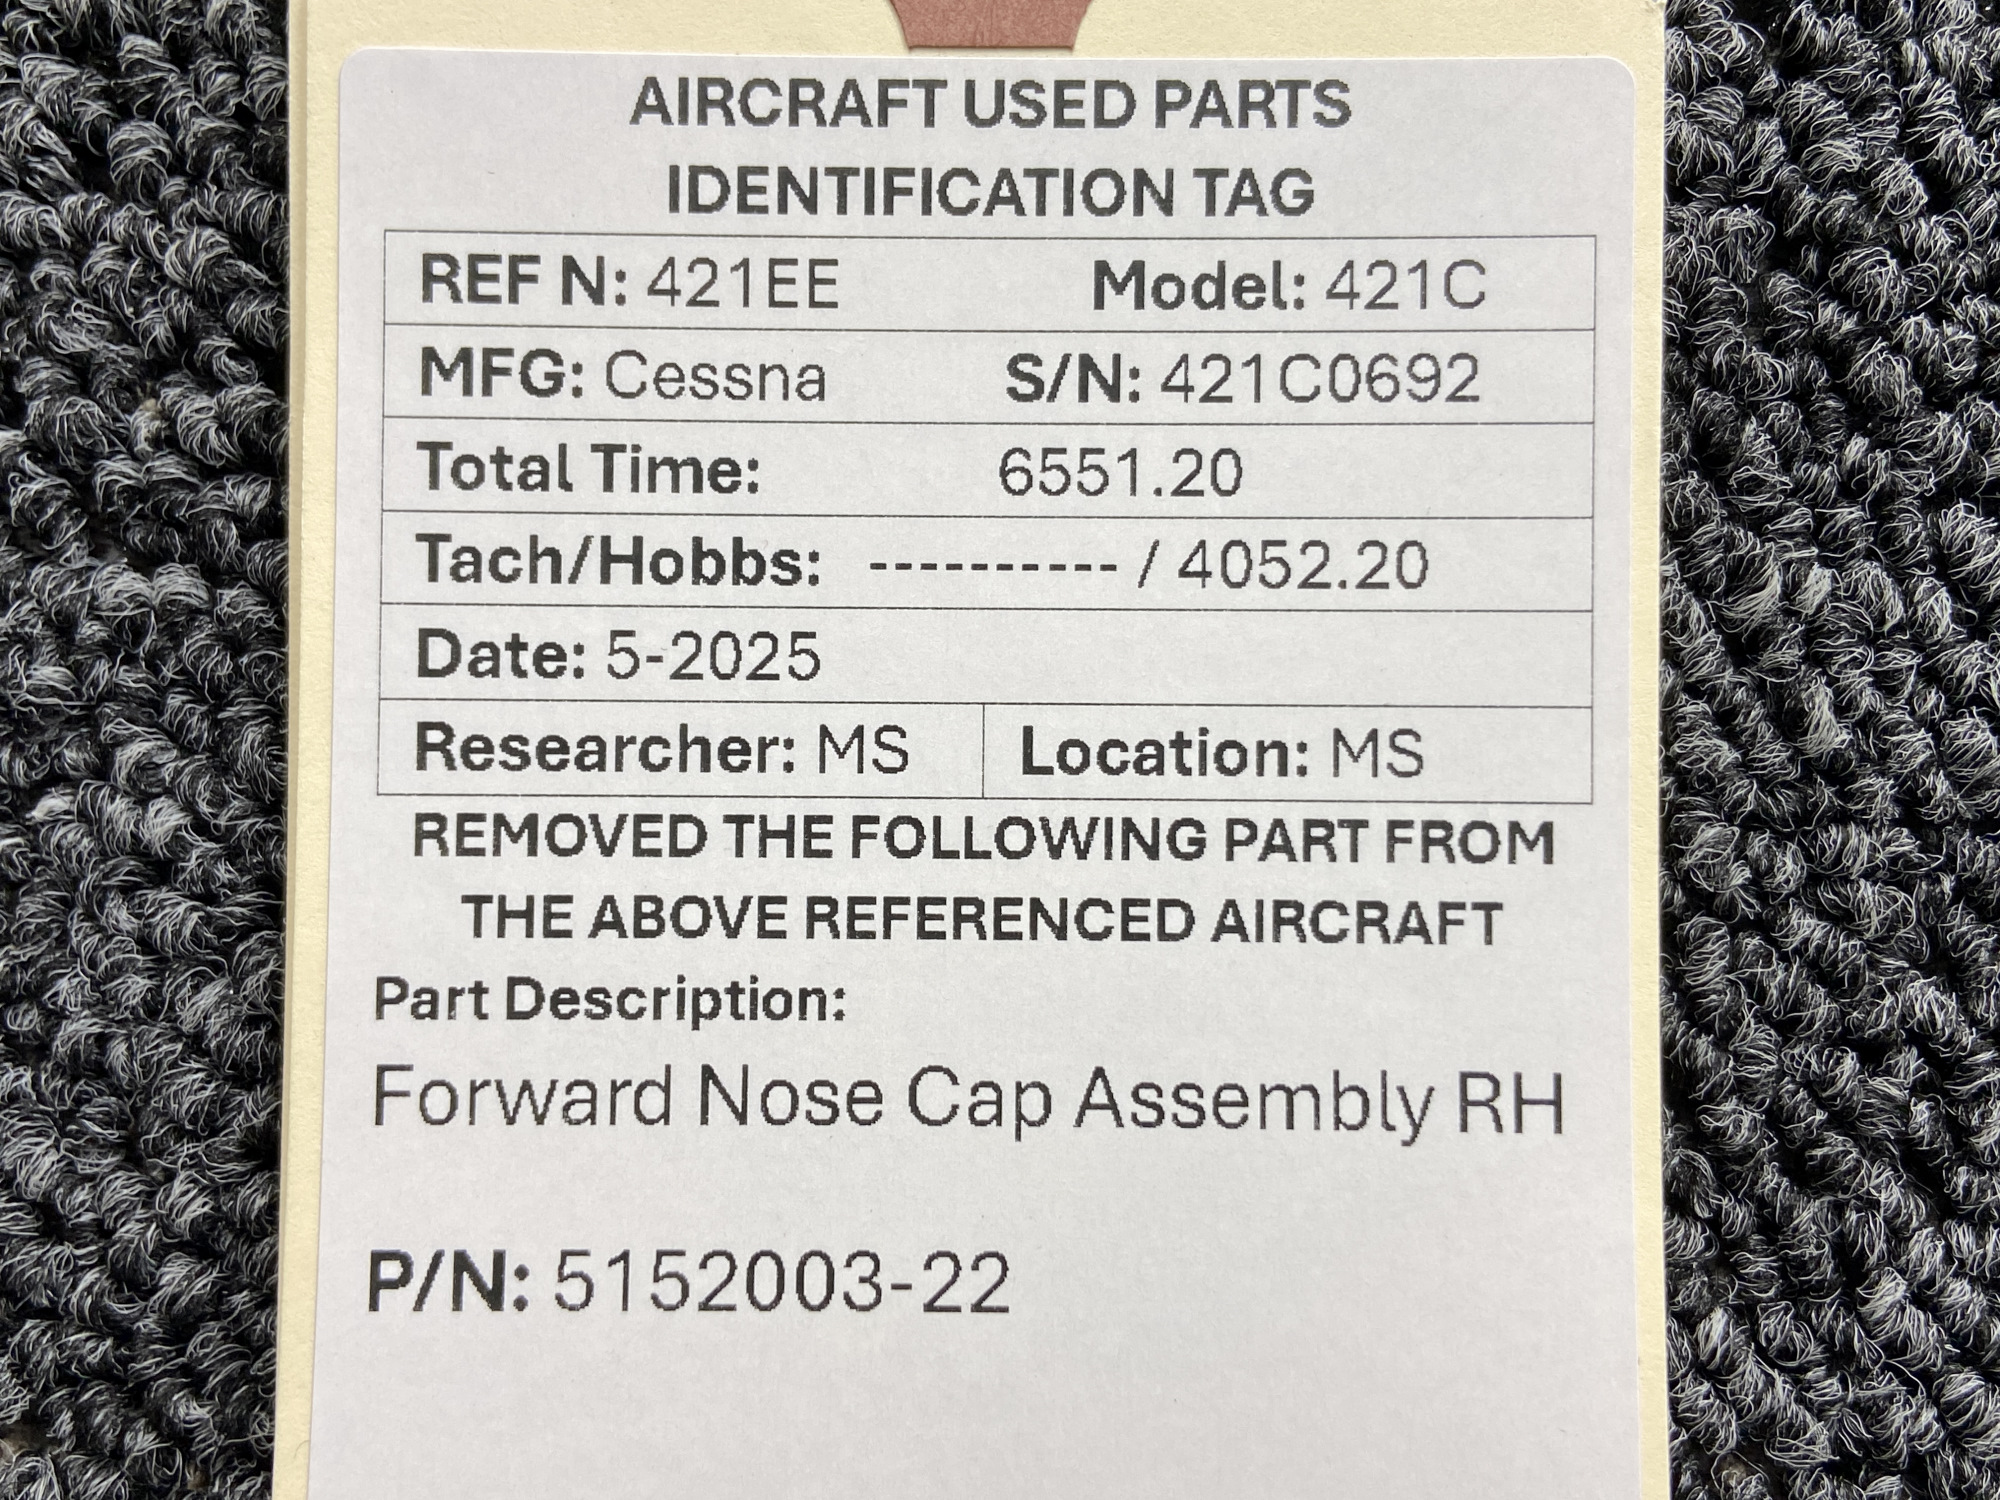 AIRCRAFT USED PARTS
IDENTIFICATION TAG
REF N: 421EE Model: 421C
MFG: Cessna S/N: 421C0692
Total Time: 6551.20
Tach/Hobbs: ---------- / 4052.20
Date: 5-2025
Researcher: MS Location: MS
REMOVED THE FOLLOWING PART FROM
THE ABOVE REFERENCED AIRCRAFT
Part Description:
Forward Nose Cap Assembly RH
P/N: 5152003-22